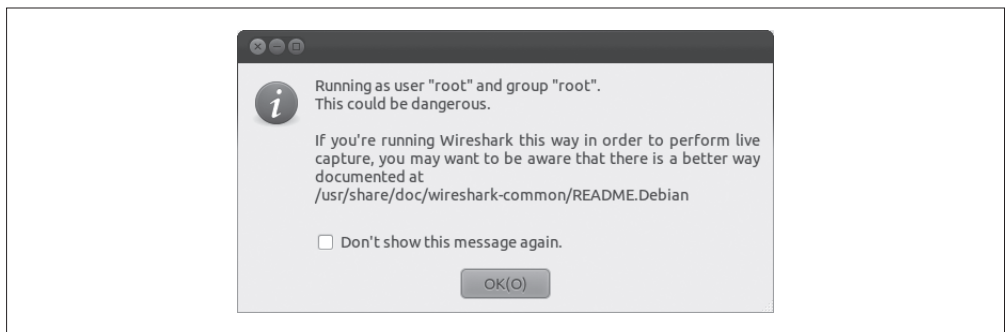 Running as user "root" and group "root".
This could be dangerous.
If you're running Wireshark this way in order to perform live
capture, you may want to be aware that there is a better way
documented at
/usr/share/doc/wireshark-common/README.Debian
Don't show this message again.
OK(O)